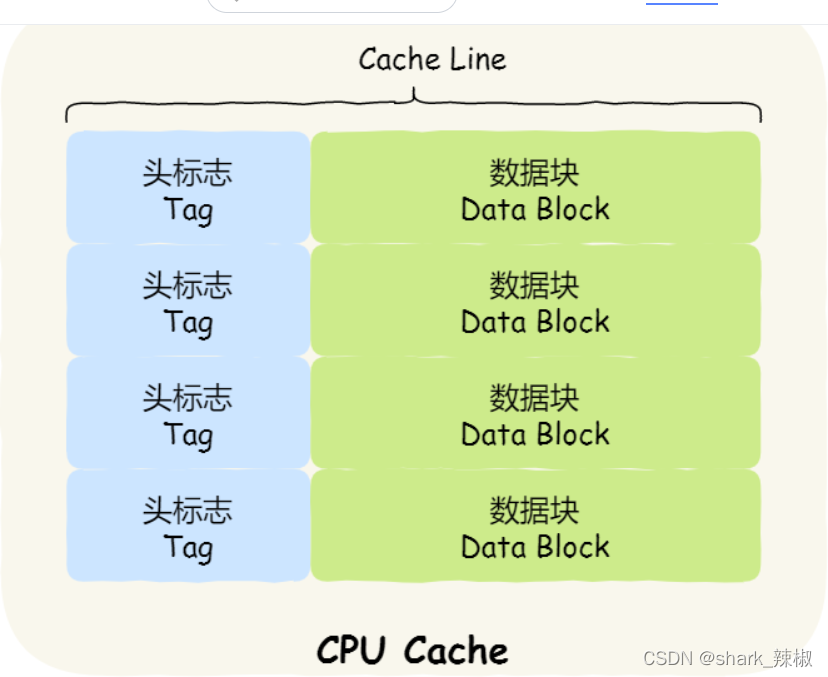 Cache Line
头标志
Tag
数据块
Data Block
头标志
Tag
数据块
Data Block
头标志
Tag
数据块
Data Block
头标志
Tag
数据块
Data Block
CPU Cache
CSDN @shark_辣椒